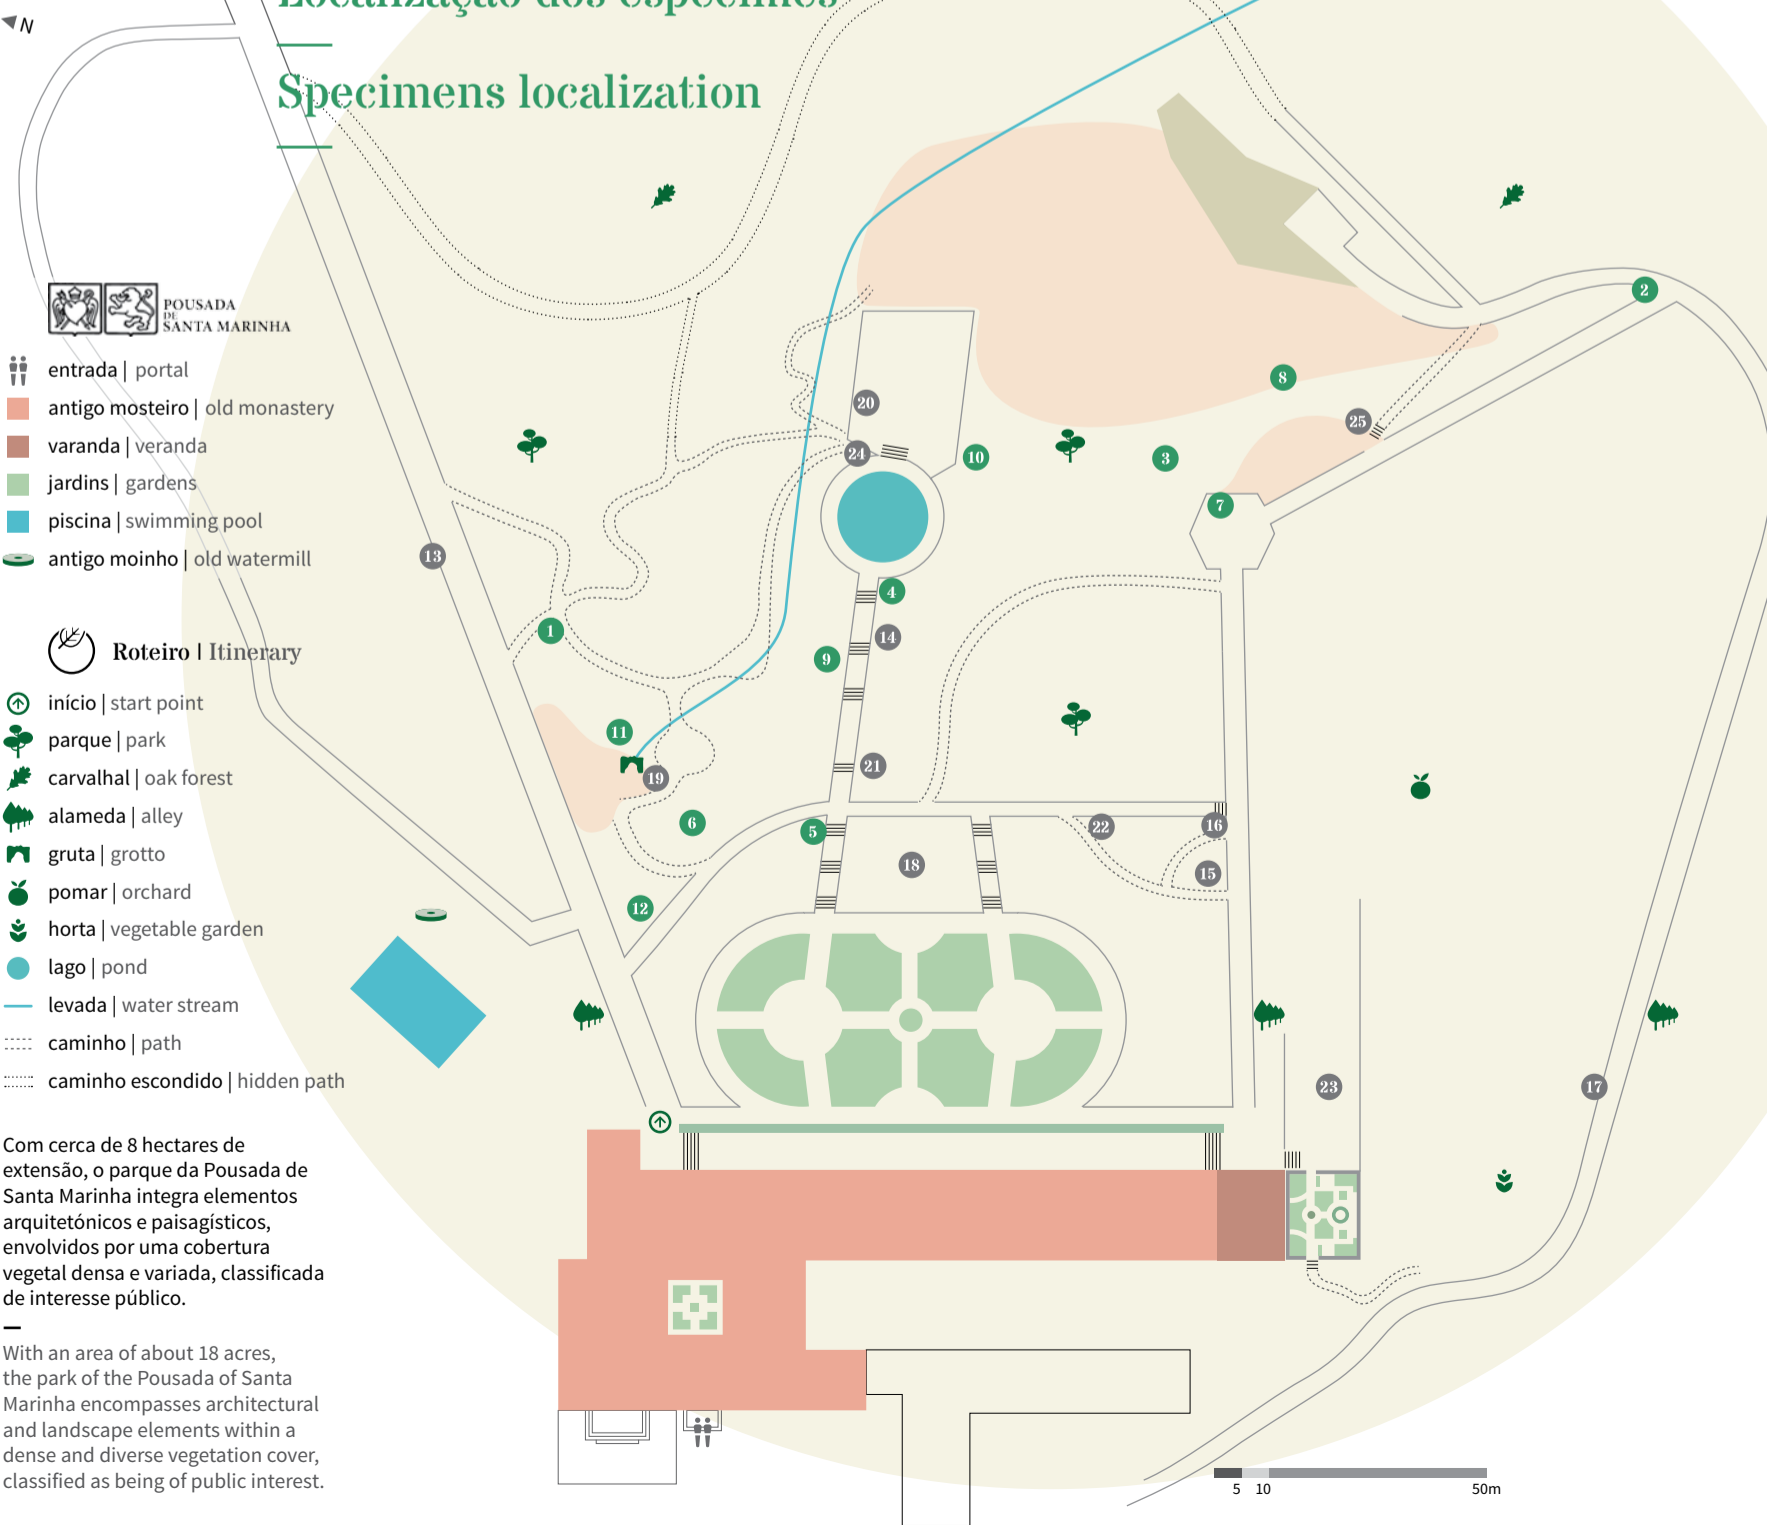 Localização dos espécimes
Specimens localization
N
POUSADA
DE
SANTA MARINHA
entrada | portal
antigo mosteiro | old monastery
varanda | veranda
jardins | gardens
piscina | swimming pool
antigo moinho | old watermill
Roteiro | Itinerary
início | start point
parque | park
carvalhal | oak forest
alameda | alley
gruta | grotto
pomar | orchard
horta | vegetable garden
lago | pond
levada | water stream
caminho | path
caminho escondido | hidden path
Com cerca de 8 hectares de
extensão, o parque da Pousada de
Santa Marinha integra elementos
arquitetónicos e paisagísticos,
envolvidos por uma cobertura
vegetal densa e variada, classificada
de interesse público.
—
With an area of about 18 acres,
the park of the Pousada of Santa
Marinha encompasses architectural
and landscape elements within a
dense and diverse vegetation cover,
classified as being of public interest.
2
8
20
25
24
10
3
7
13
4
1
14
9
11
21
19
6
5
22
16
18
15
12
23
17
5 10 50m